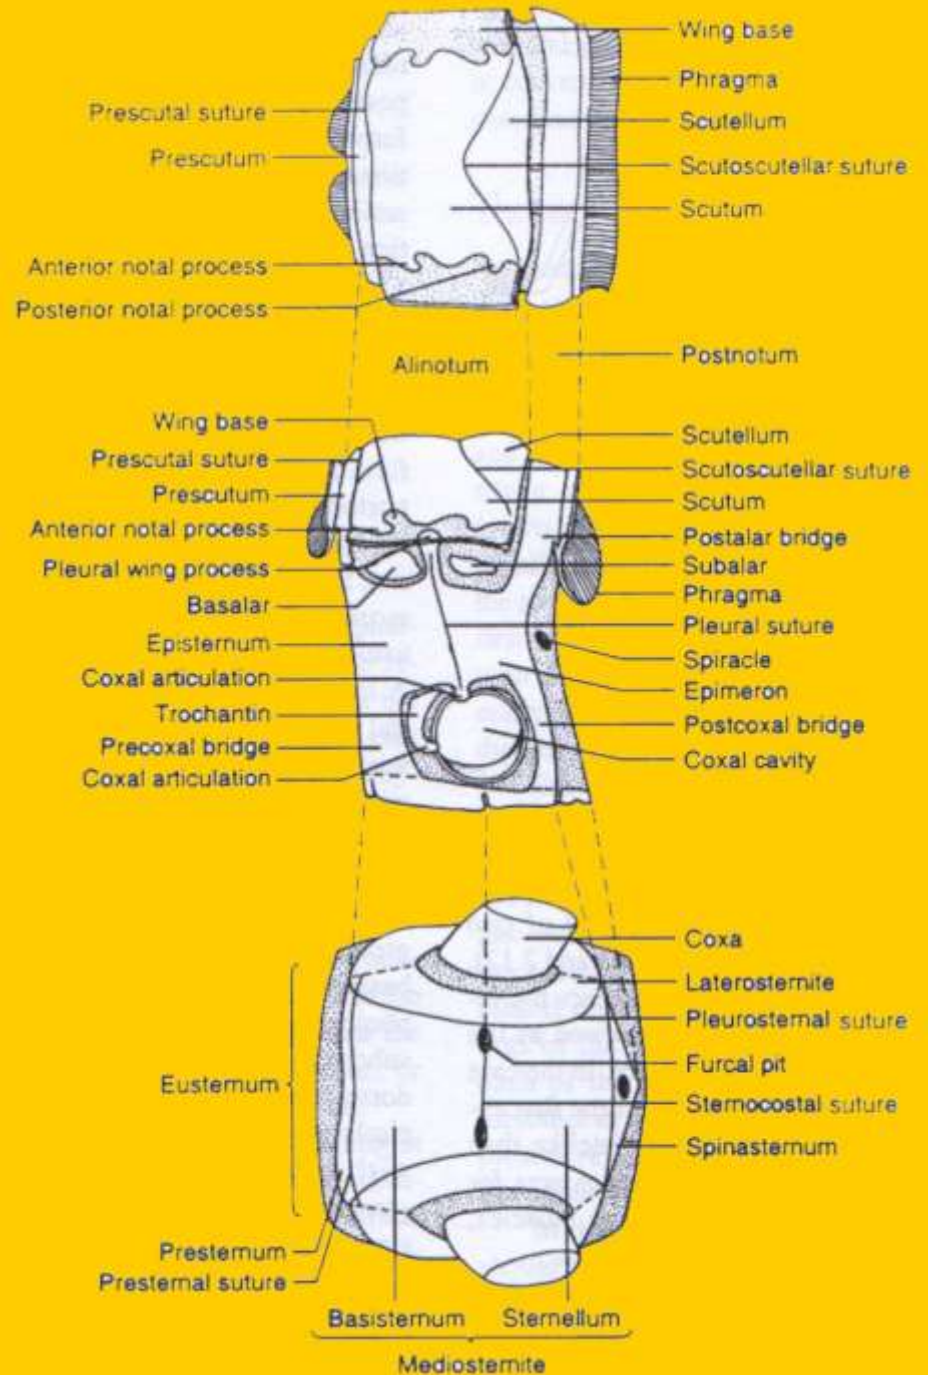 Wing base
Phragma
Prescutal suture
Scutellum
Prescutum
Scutoscutellar suture
Scutum
Anterior notal process
Posterior notal process
Alinotum
Postnotum
Wing base
Scutellum
Prescutal suture
Scutoscutellar suture
Prescutum
Scutum
Anterior notal process
Postalar bridge
Pleural wing process
Subalar
Phragma
Basalar
Pleural suture
Episternum
Spiracle
Coxal articulation
Epimeron
Trochantin
Postcoxal bridge
Precoxal bridge
Coxal cavity
Coxal articulation
Coxa
Laterosternite
Pleurosternal suture
Furcal pit
Eusternum
Sternocostal suture
Spinasternum
Presternum
Presternal suture
Basisternum Sternellum
Mediosternite